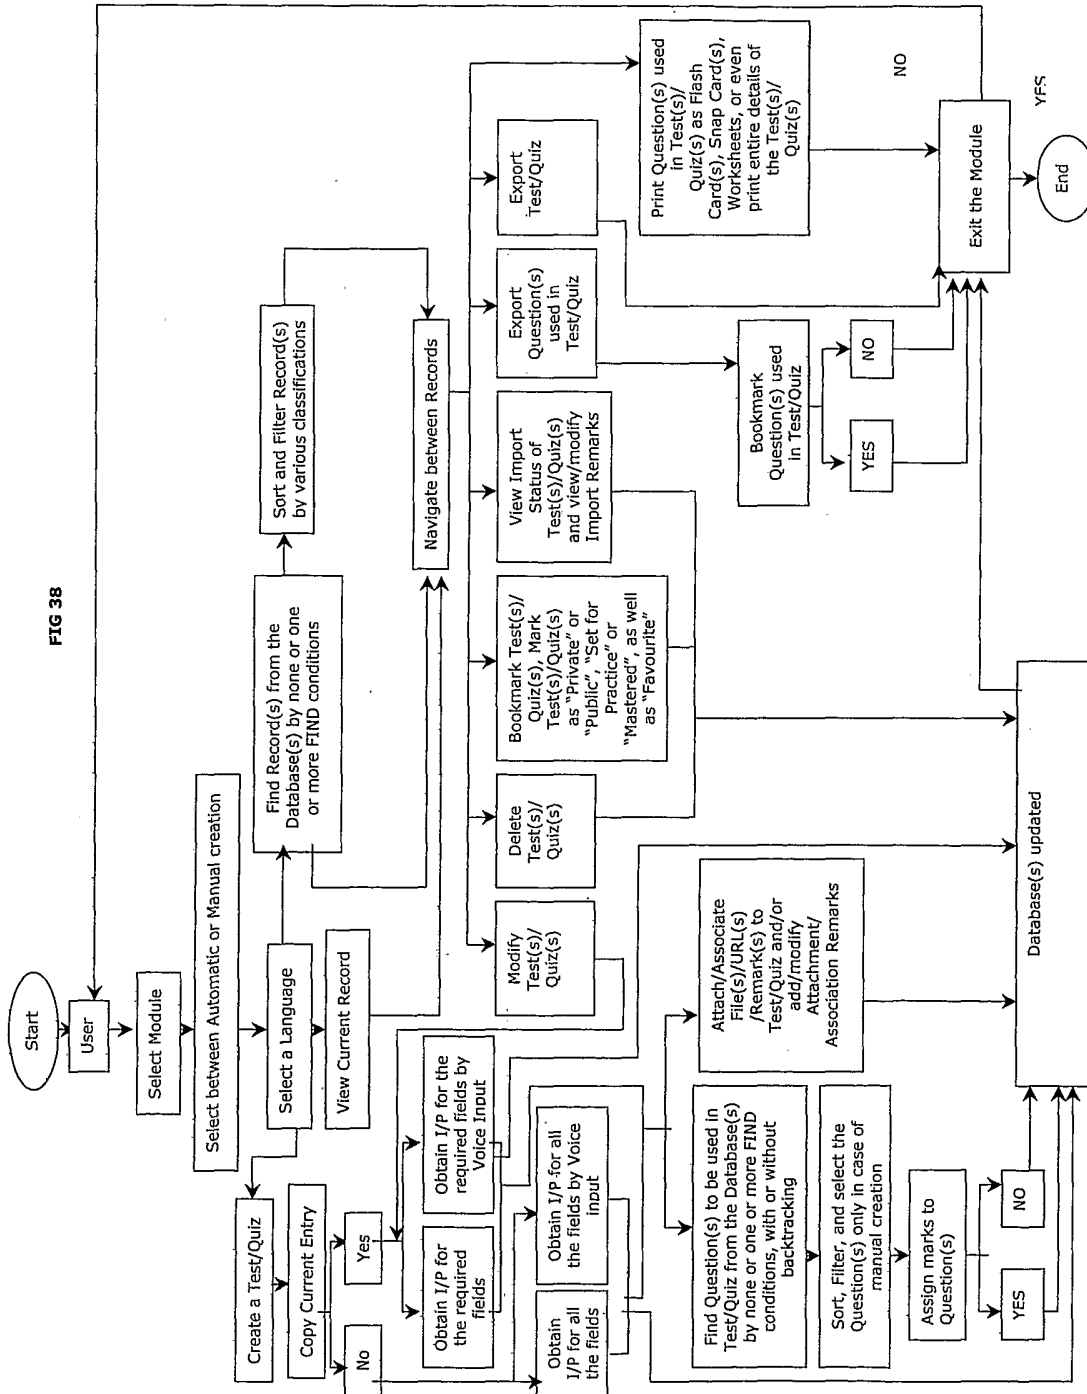 FIG 38
Start
User
Select Module
Select between Automatic or Manual creation
Select a Language
View Current Record
Create a Test/Quiz
Copy Current Entry
Yes
No
Obtain I/P for the
required fields by
Voice Input
Obtain I/P for
the required
fields
Obtain I/P for all
the fields by Voice
input
Obtain
I/P for all
the fields
Find Record(s) from the
Database(s) by none or one
or more FIND conditions
Sort and Filter Record(s)
by various classifications
Navigate between Records
Modify
Test(s)/
Quiz(s)
Delete
Test(s)/
Quiz(s)
Bookmark Test(s)/
Quiz(s), Mark
Test(s)/Quiz(s)
as "Private" or
"Public", "Set for
Practice" or
"Mastered", as well
as "Favourite"
View Import
Status of
Test(s)/Quiz(s)
and view/modify
Import Remarks
Export
Question(s)
used in
Test/Quiz
Export
Test/Quiz
Print Question(s) used
in Test(s)/
Quiz(s) as Flash
Card(s), Snap Card(s),
Worksheets, or even
print entire details of
the Test(s)/
Quiz(s)
Attach/Associate
File(s)/URL(s)
/Remark(s) to
Test/Quiz and/or
add/modify
Attachment/
Association Remarks
Find Question(s) to be used in
Test/Quiz from the Database(s)
by none or one or more FIND
conditions, with or without
backtracking
Sort, Filter, and select the
Question(s) only in case of
manual creation
Assign marks to
Question(s)
YES
NO
Bookmark
Question(s) used
in Test/Quiz
YES
NO
Database(s) updated
Exit the Module
NO
YES
End